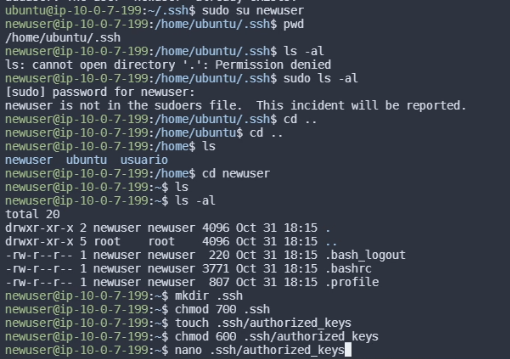 ubuntu@ip-10-0-7-199:~/.ssh$ sudo su newuser
newuser@ip-10-0-7-199:/home/ubuntu/.ssh$ pwd
/home/ubuntu/.ssh
newuser@ip-10-0-7-199:/home/ubuntu/.ssh$ ls -al
ls: cannot open directory '.': Permission denied
newuser@ip-10-0-7-199:/home/ubuntu/.ssh$ sudo ls -al
[sudo] password for newuser:
newuser is not in the sudoers file.  This incident will be reported.
newuser@ip-10-0-7-199:/home/ubuntu/.ssh$ cd ..
newuser@ip-10-0-7-199:/home/ubuntu$ cd ..
newuser@ip-10-0-7-199:/home$ ls
newuser  ubuntu  usuario
newuser@ip-10-0-7-199:/home$ cd newuser
newuser@ip-10-0-7-199:~$ ls
newuser@ip-10-0-7-199:~$ ls -al
total 20
drwxr-xr-x 2 newuser newuser 4096 Oct 31 18:15 .
drwxr-xr-x 5 root    root    4096 Oct 31 18:15 ..
-rw-r--r-- 1 newuser newuser  220 Oct 31 18:15 .bash_logout
-rw-r--r-- 1 newuser newuser 3771 Oct 31 18:15 .bashrc
-rw-r--r-- 1 newuser newuser  807 Oct 31 18:15 .profile
newuser@ip-10-0-7-199:~$ mkdir .ssh
newuser@ip-10-0-7-199:~$ chmod 700 .ssh
newuser@ip-10-0-7-199:~$ touch .ssh/authorized_keys
newuser@ip-10-0-7-199:~$ chmod 600 .ssh/authorized_keys
newuser@ip-10-0-7-199:~$ nano .ssh/authorized_keys